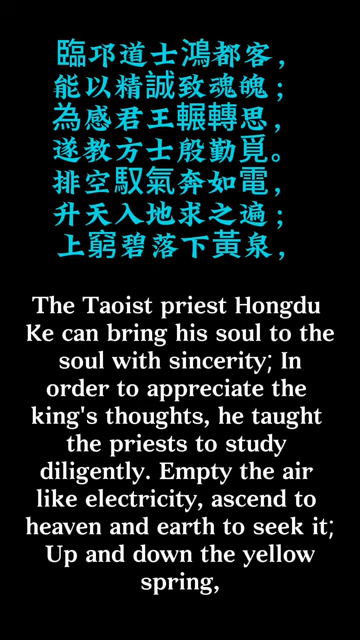 臨邛道士鴻都客，
能以精誠致魂魄；
為感君王輾轉思，
遂教方士殷勤覓。
排空馭氣奔如電，
升天入地求之遍；
上窮碧落下黃泉，
The Taoist priest Hongdu
Ke can bring his soul to the
soul with sincerity; In
order to appreciate the
king's thoughts, he taught
the priests to study
diligently. Empty the air
like electricity, ascend to
heaven and earth to seek it;
Up and down the yellow
spring,